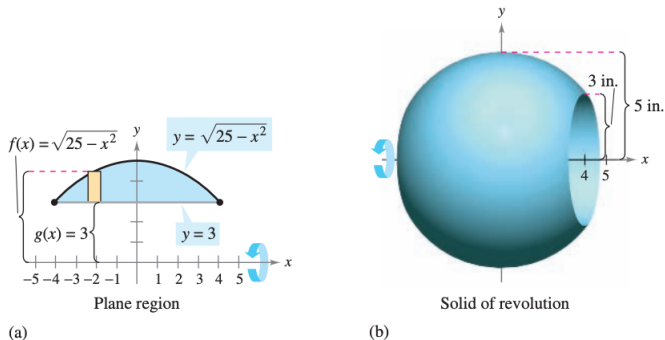 y
f(x) = √25 − x²
y = √25 − x²
g(x) = 3
y = 3
x
−5 −4 −3 −2 −1 1 2 3 4 5
Plane region
(a)
y
3 in.
5 in.
x
4 5
Solid of revolution
(b)